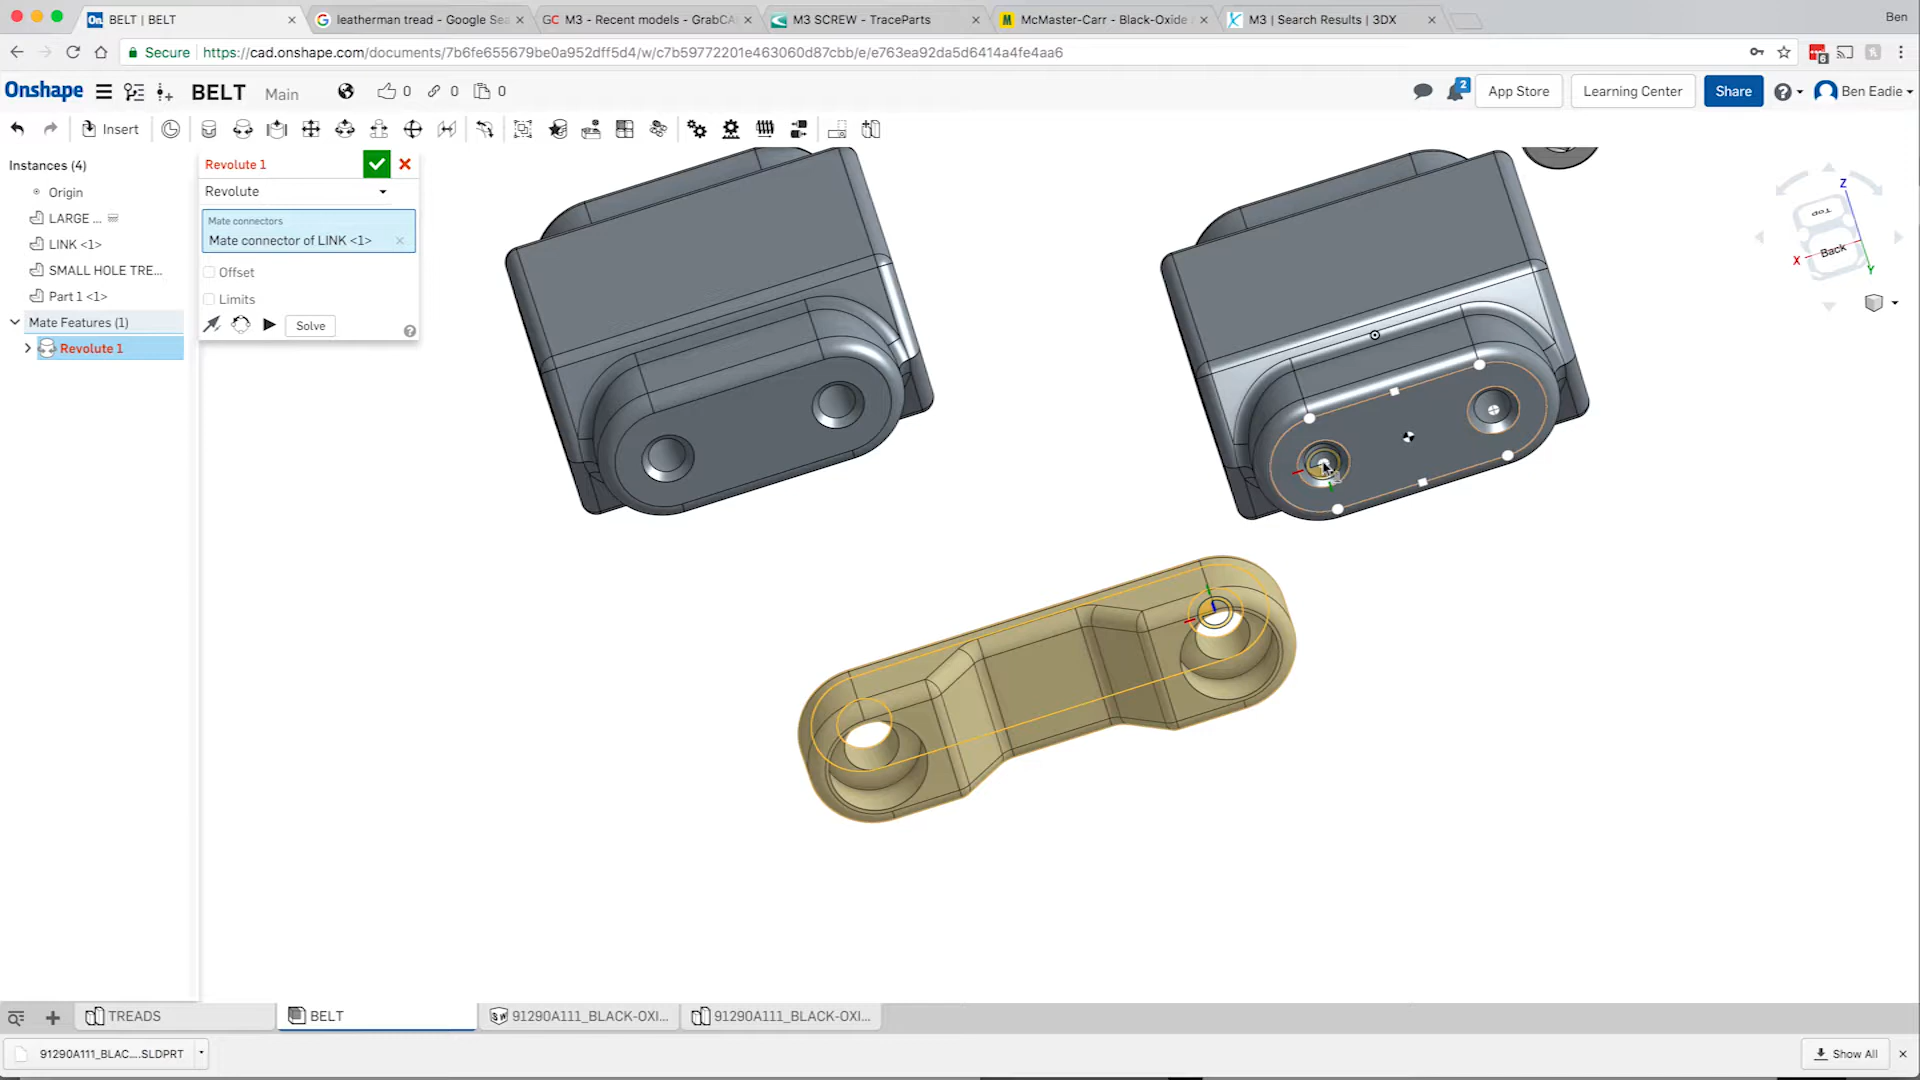 BELT | BELT
leatherman tread - Google Sea
GC M3 - Recent models - GrabCA
M3 SCREW - TraceParts
McMaster-Carr - Black-Oxide
M3 | Search Results | 3DX
Ben
Secure
https://cad.onshape.com/documents/7b6fe655679be0a952dff5d4/w/c7b59772201e463060d87cbb/e/e763ea92da5d6414a4fe4aa6
6
Onshape
BELT
Main
0
0
0
2
App Store
Learning Center
Share
Ben Eadie
Insert
Instances (4)
Origin
LARGE ...
LINK <1>
SMALL HOLE TRE...
Part 1 <1>
Mate Features (1)
Revolute 1
Revolute 1
Revolute
Mate connectors
Mate connector of LINK <1>
Offset
Limits
Solve
Z
Top
Back
X
Y
TREADS
BELT
91290A111_BLACK-OXI...
91290A111_BLACK-OXI...
91290A111_BLAC....SLDPRT
Show All